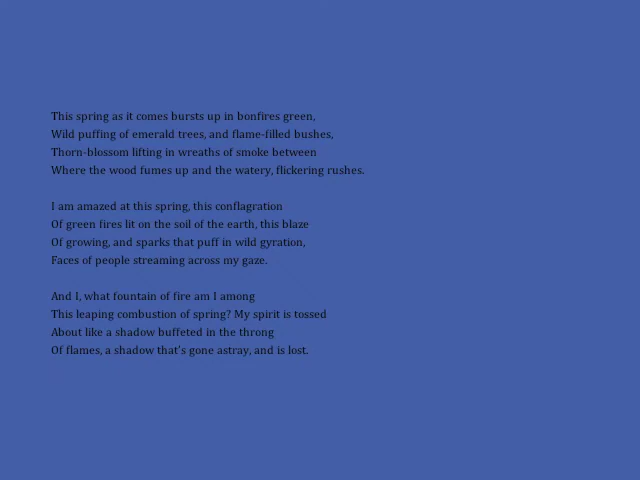 This spring as it comes bursts up in bonfires green,
Wild puffing of emerald trees, and flame-filled bushes,
Thorn-blossom lifting in wreaths of smoke between
Where the wood fumes up and the watery, flickering rushes.

I am amazed at this spring, this conflagration
Of green fires lit on the soil of the earth, this blaze
Of growing, and sparks that puff in wild gyration,
Faces of people streaming across my gaze.

And I, what fountain of fire am I among
This leaping combustion of spring? My spirit is tossed
About like a shadow buffeted in the throng
Of flames, a shadow that's gone astray, and is lost.